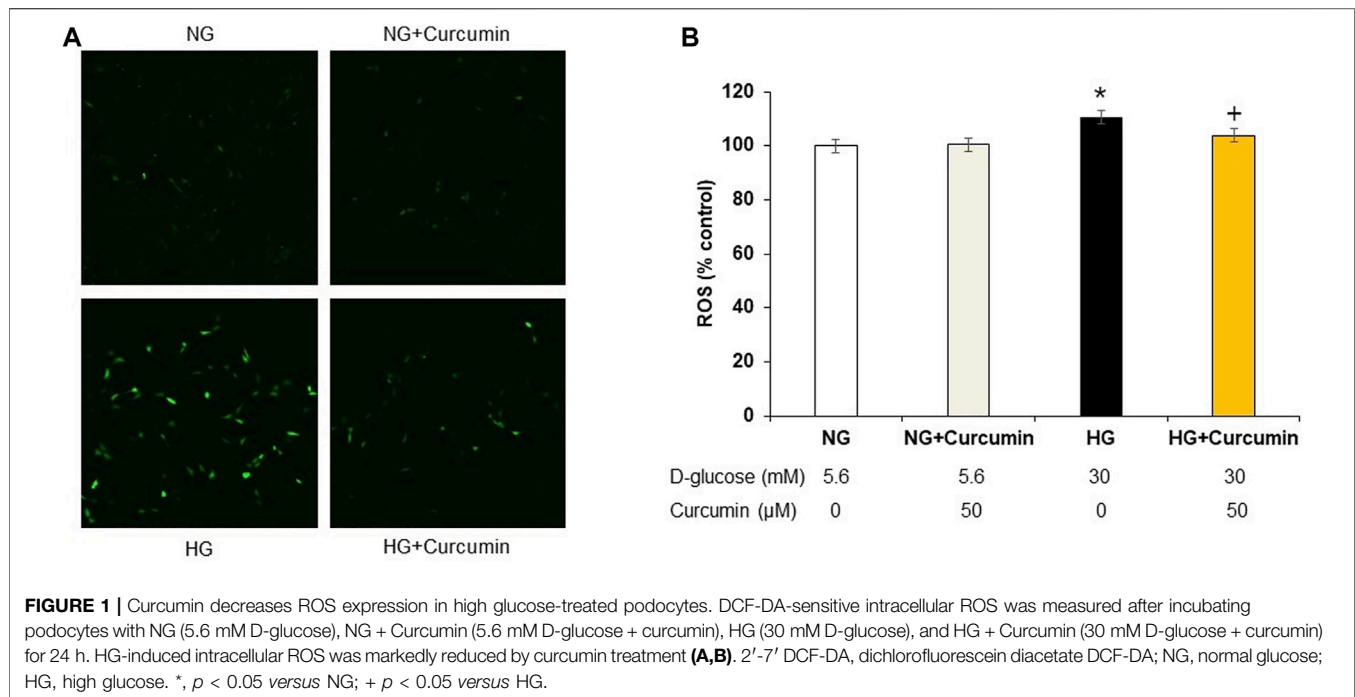 A
NG
NG+Curcumin
HG
HG+Curcumin
B
120
100
80
60
40
20
0
ROS (% control)
*
+
NG NG+Curcumin HG HG+Curcumin
D-glucose (mM) 5.6 5.6 30 30
Curcumin (µM) 0 50 0 50
FIGURE 1 | Curcumin decreases ROS expression in high glucose-treated podocytes. DCF-DA-sensitive intracellular ROS was measured after incubating
podocytes with NG (5.6 mM D-glucose), NG + Curcumin (5.6 mM D-glucose + curcumin), HG (30 mM D-glucose), and HG + Curcumin (30 mM D-glucose + curcumin)
for 24 h. HG-induced intracellular ROS was markedly reduced by curcumin treatment (A,B). 2′-7′ DCF-DA, dichlorofluorescein diacetate DCF-DA; NG, normal glucose;
HG, high glucose. *, p < 0.05 versus NG; + p < 0.05 versus HG.